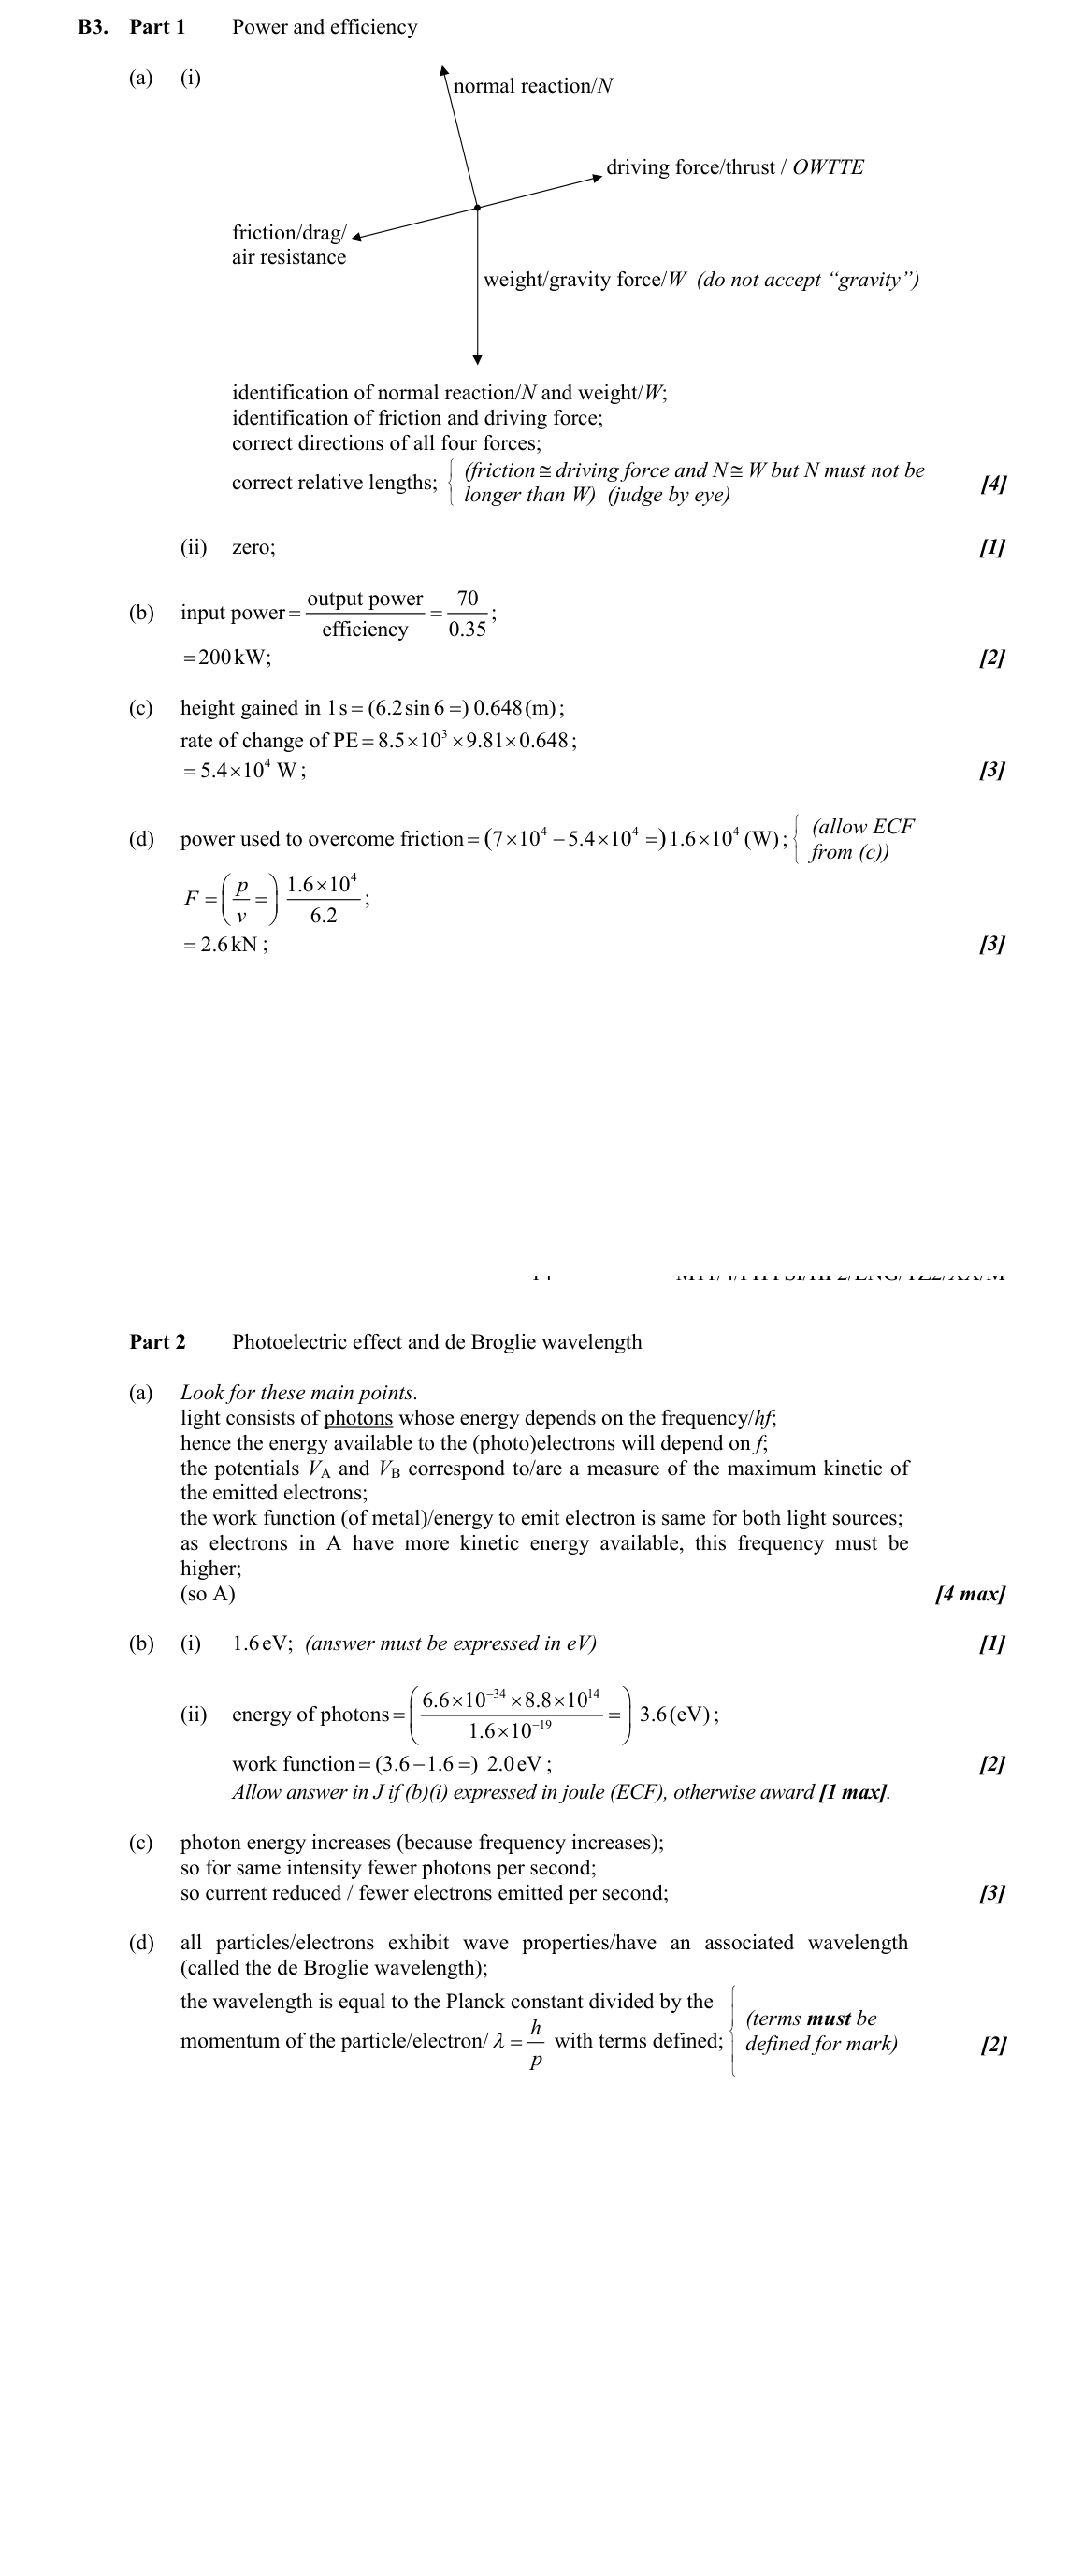 B3. Part 1 Power and efficiency
(a) (i)
normal reaction/N
driving force/thrust / OWTTE
friction/drag/
air resistance
weight/gravity force/W (do not accept “gravity”)
identification of normal reaction/N and weight/W;
identification of friction and driving force;
correct directions of all four forces;
correct relative lengths; { (friction ≅ driving force and N ≅ W but N must not be
longer than W) (judge by eye) [4]
(ii) zero; [1]
(b) input power = output power / efficiency = 70 / 0.35 ;
= 200 kW; [2]
(c) height gained in 1 s = (6.2 sin 6 =) 0.648 (m) ;
rate of change of PE = 8.5×10³ ×9.81×0.648 ;
= 5.4×10⁴ W ; [3]
(d) power used to overcome friction = (7×10⁴ − 5.4×10⁴ =) 1.6×10⁴ (W) ; { (allow ECF
from (c))
F = (p / v =) 1.6×10⁴ / 6.2 ;
= 2.6 kN ; [3]
Part 2 Photoelectric effect and de Broglie wavelength
(a) Look for these main points.
light consists of photons whose energy depends on the frequency/hf;
hence the energy available to the (photo)electrons will depend on f;
the potentials V_A and V_B correspond to/are a measure of the maximum kinetic of
the emitted electrons;
the work function (of metal)/energy to emit electron is same for both light sources;
as electrons in A have more kinetic energy available, this frequency must be
higher;
(so A) [4 max]
(b) (i) 1.6 eV; (answer must be expressed in eV) [1]
(ii) energy of photons = (6.6×10⁻³⁴ ×8.8×10¹⁴ / 1.6×10⁻¹⁹ =) 3.6 (eV) ;
work function = (3.6 − 1.6 =) 2.0 eV ; [2]
Allow answer in J if (b)(i) expressed in joule (ECF), otherwise award [1 max].
(c) photon energy increases (because frequency increases);
so for same intensity fewer photons per second;
so current reduced / fewer electrons emitted per second; [3]
(d) all particles/electrons exhibit wave properties/have an associated wavelength
(called the de Broglie wavelength);
the wavelength is equal to the Planck constant divided by the
momentum of the particle/electron/ λ = h / p with terms defined; { (terms must be
defined for mark) [2]